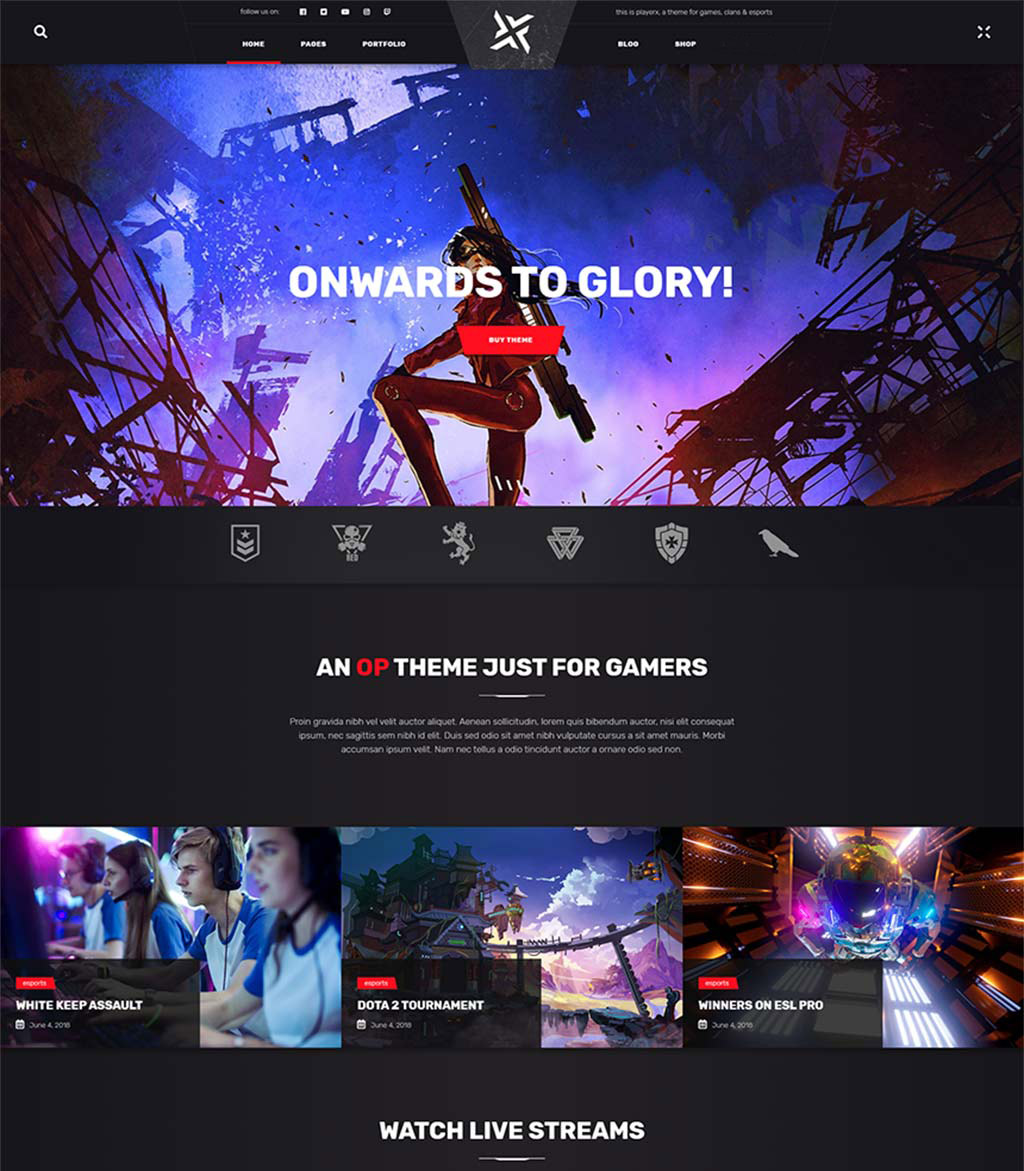 follow us on:
this is playerx, a theme for games, clans & esports
HOME
PAGES
PORTFOLIO
BLOG
SHOP
ONWARDS TO GLORY!
BUY THEME
RED
AN OP THEME JUST FOR GAMERS
Proin gravida nibh vel velit auctor aliquet. Aenean sollicitudin, lorem quis bibendum auctor, nisi elit consequat
ipsum, nec sagittis sem nibh id elit. Duis sed odio sit amet nibh vulputate cursus a sit amet mauris. Morbi
accumsan ipsum velit. Nam nec tellus a odio tincidunt auctor a ornare odio sed non.
esports
WHITE KEEP ASSAULT
June 4, 2018
esports
DOTA 2 TOURNAMENT
June 4, 2018
esports
WINNERS ON ESL PRO
June 4, 2018
WATCH LIVE STREAMS